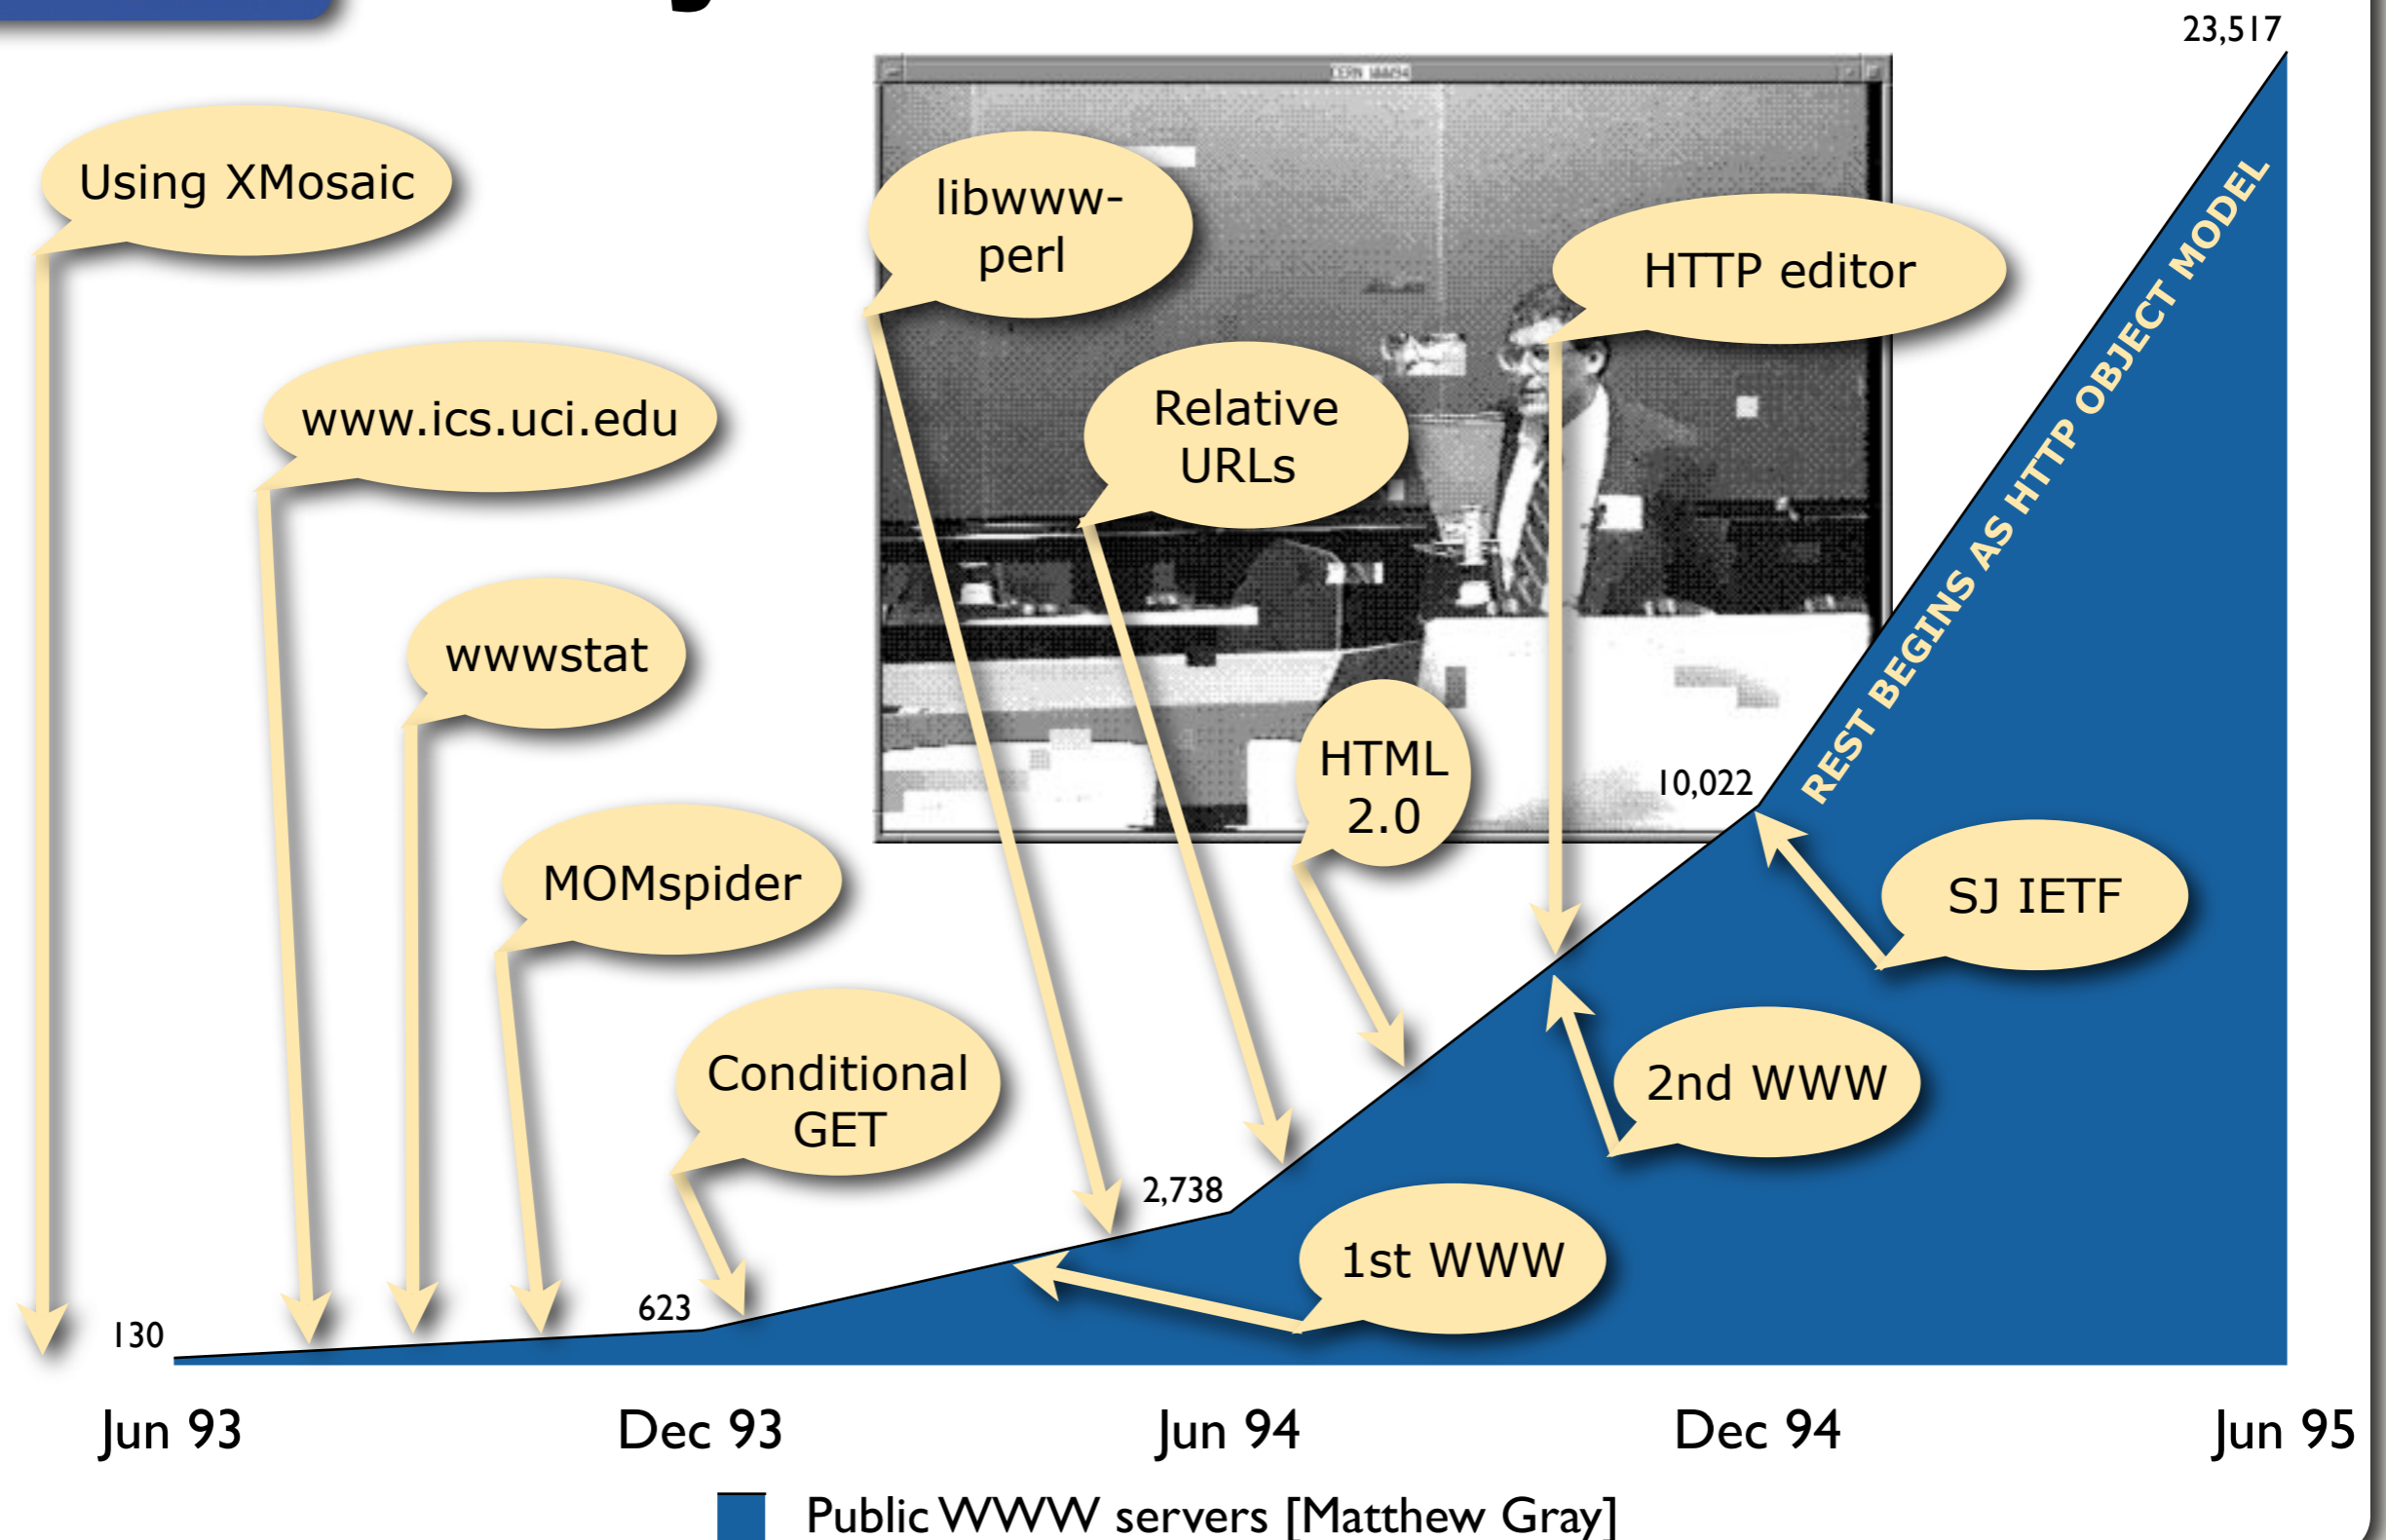 23,517
CERN WWW94
Using XMosaic
libwww-
perl
HTTP editor
REST BEGINS AS HTTP OBJECT MODEL
www.ics.uci.edu
Relative
URLs
wwwstat
HTML
2.0
10,022
MOMspider
SJ IETF
Conditional
GET
2nd WWW
2,738
1st WWW
623
130
Jun 93
Dec 93
Jun 94
Dec 94
Jun 95
Public WWW servers [Matthew Gray]